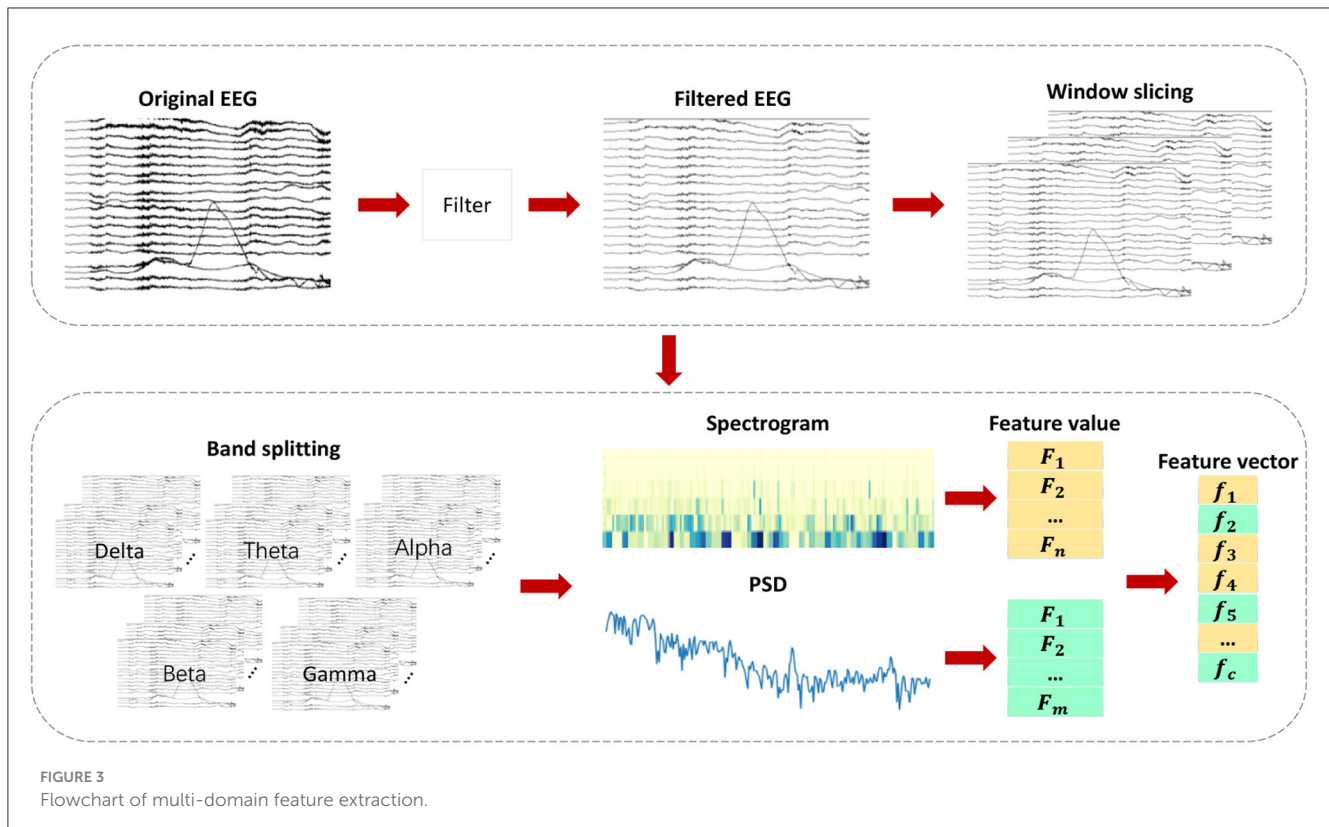 Original EEG
Filter
Filtered EEG
Window slicing
Band splitting
Delta
Theta
Alpha
Beta
Gamma
Spectrogram
PSD
Feature value
F₁
F₂
...
Fₙ
F₁
F₂
...
Fₘ
Feature vector
f₁
f₂
f₃
f₄
f₅
...
f_c
FIGURE 3
Flowchart of multi-domain feature extraction.